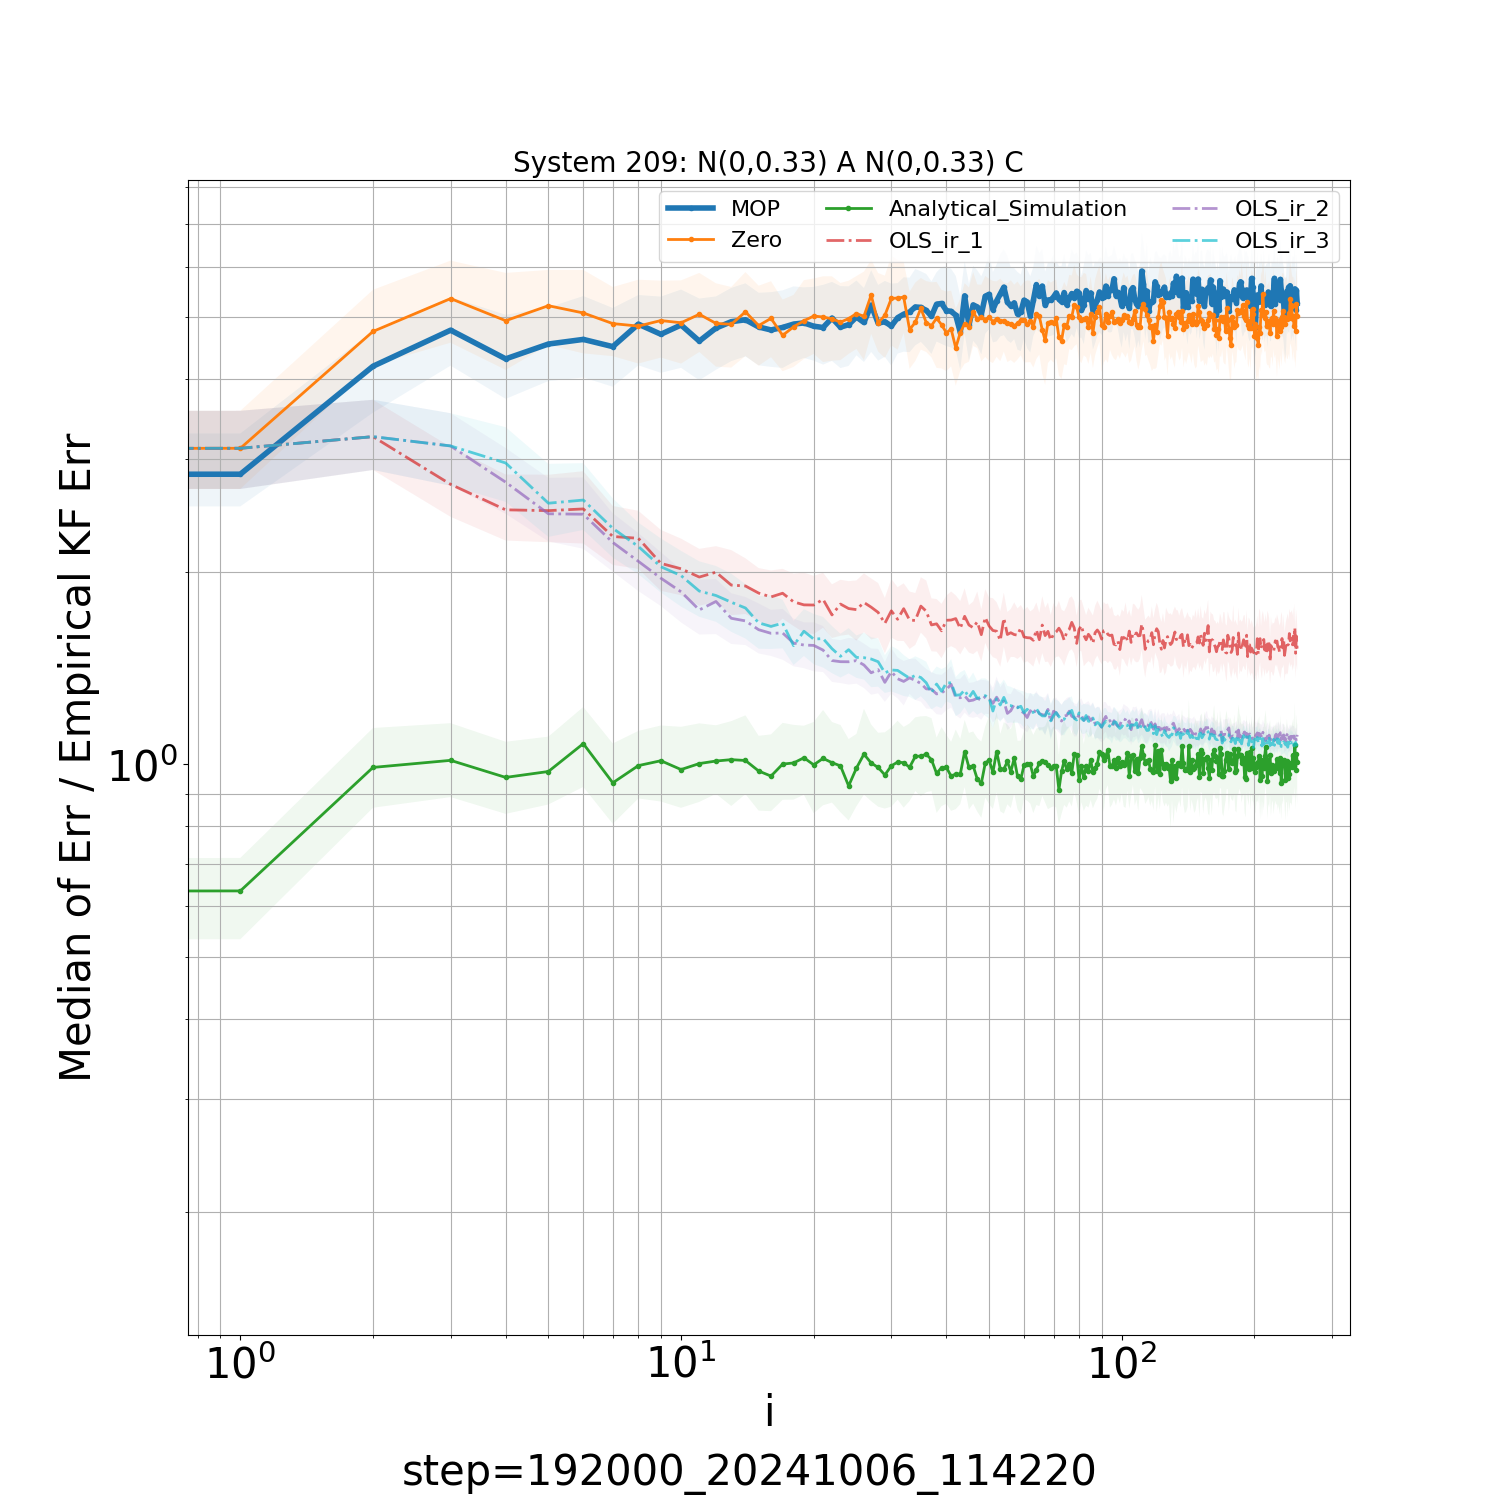 System 209: N(0,0.33) A N(0,0.33) C
MOP
Zero
Analytical_Simulation
OLS_ir_1
OLS_ir_2
OLS_ir_3
Median of Err / Empirical KF Err
10⁰
10⁰
10¹
10²
i
step=192000_20241006_114220